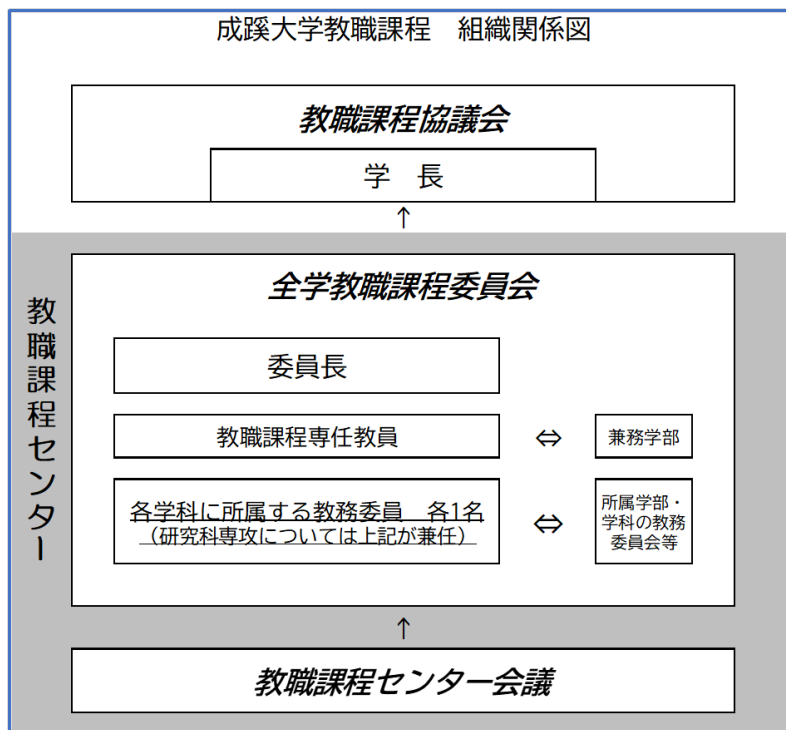 成蹊大学教職課程　組織関係図
教職課程協議会
学　長
↑
教職課程センター
全学教職課程委員会
委員長
教職課程専任教員
⇔
兼務学部
各学科に所属する教務委員　各1名
（研究科専攻については上記が兼任）
⇔
所属学部・
学科の教務
委員会等
↑
教職課程センター会議